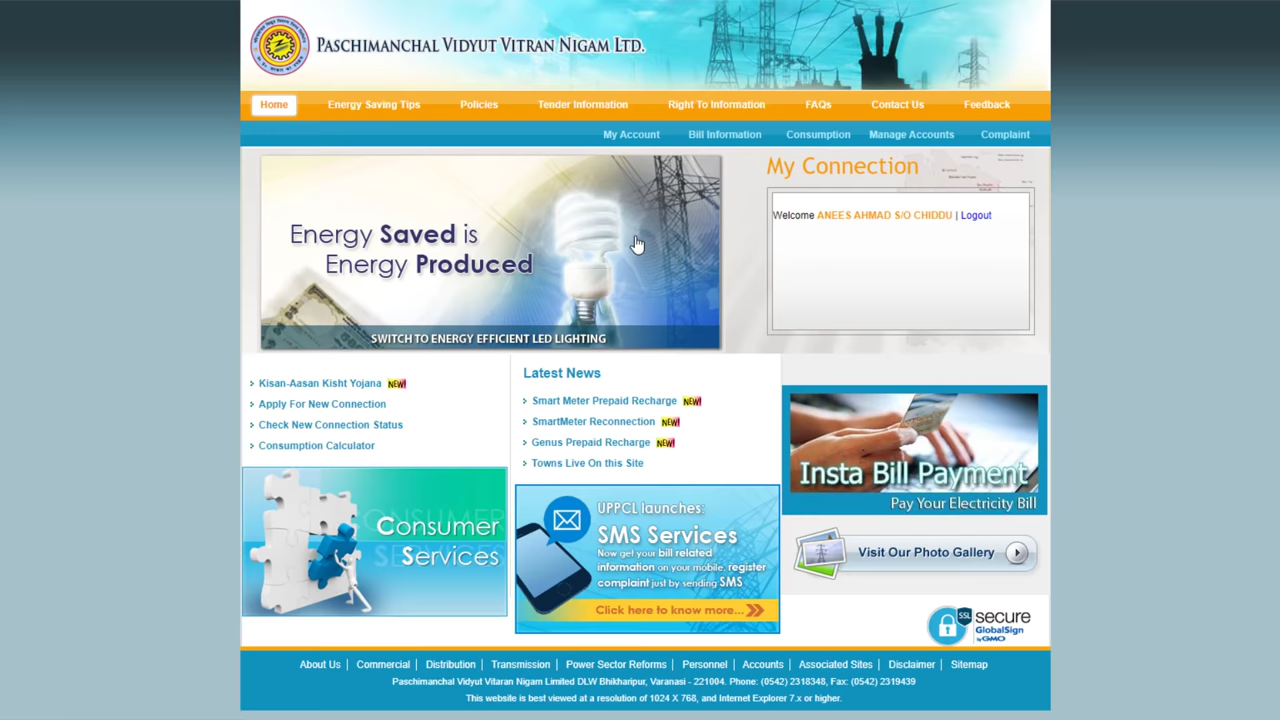 PASCHIMANCHAL VIDYUT VITRAN NIGAM LTD.
Home Energy Saving Tips Policies Tender Information Right To Information FAQs Contact Us Feedback
My Account Bill Information Consumption Manage Accounts Complaint
Energy Saved is
Energy Produced
SWITCH TO ENERGY EFFICIENT LED LIGHTING
My Connection
Welcome ANEES AHMAD S/O CHIDDU | Logout
Kisan-Aasan Kisht Yojana NEW!
Apply For New Connection
Check New Connection Status
Consumption Calculator
Consumer
Services
Latest News
Smart Meter Prepaid Recharge NEW!
SmartMeter Reconnection NEW!
Genus Prepaid Recharge NEW!
Towns Live On this Site
UPPCL launches:
SMS Services
Now get your bill related
information on your mobile, register
complaint just by sending SMS
Click here to know more...
Insta Bill Payment
Pay Your Electricity Bill
Visit Our Photo Gallery
SSL
secure
GlobalSign
by GMO
About Us | Commercial | Distribution | Transmission | Power Sector Reforms | Personnel | Accounts | Associated Sites | Disclaimer | Sitemap
Paschimanchal Vidyut Vitaran Nigam Limited DLW Bhikharipur, Varanasi - 221004. Phone: (0542) 2318348, Fax: (0542) 2319439
This website is best viewed at a resolution of 1024 X 768, and Internet Explorer 7.x or higher.